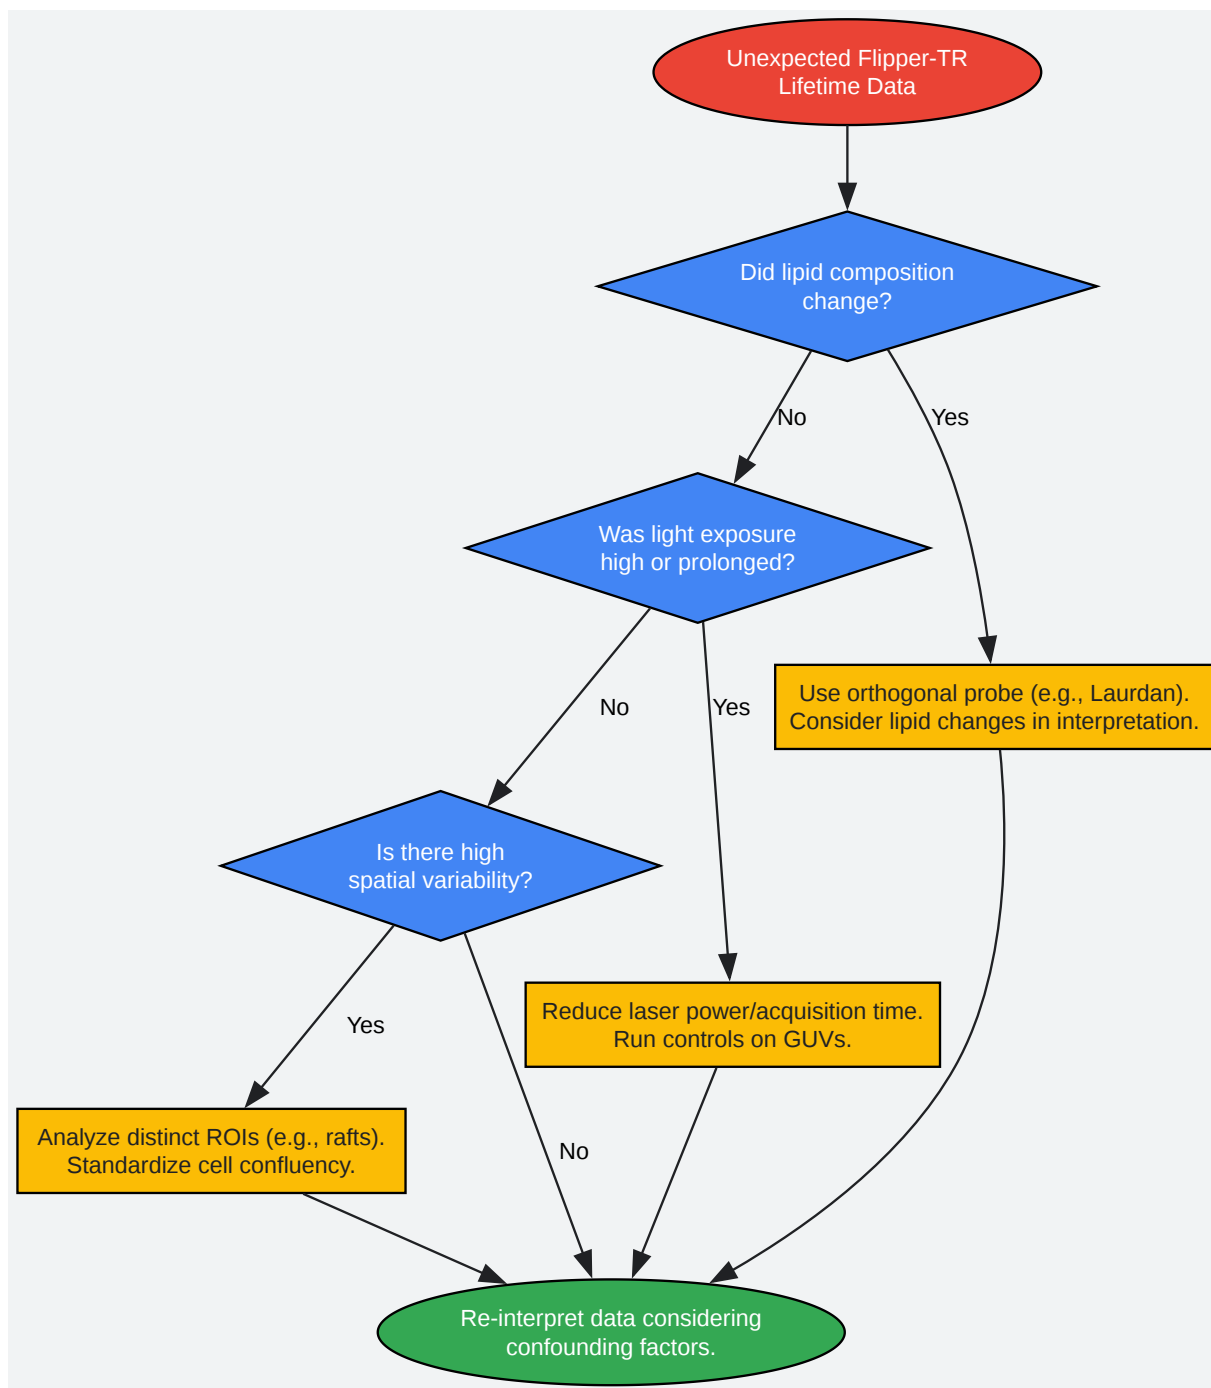 Unexpected Flipper-TR
Lifetime Data
Did lipid composition
change?
No
Yes
Was light exposure
high or prolonged?
Use orthogonal probe (e.g., Laurdan).
Consider lipid changes in interpretation.
No
Yes
Is there high
spatial variability?
Reduce laser power/acquisition time.
Run controls on GUVs.
Yes
Analyze distinct ROIs (e.g., rafts).
Standardize cell confluency.
No
Re-interpret data considering
confounding factors.